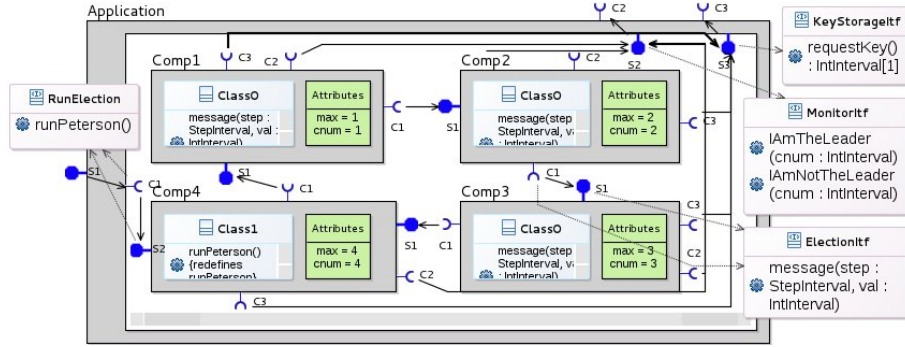 Application
C2
C3
KeyStorageItf
requestKey()
: IntInterval[1]
Comp1
C3
C2
Comp2
C2
S2
S3
Class0
message(step :
StepInterval, val :
IntInterval)
Attributes
max = 1
cnum = 1
C1
S1
Class0
message(step :
StepInterval, v
: IntInterval)
Attributes
max = 2
cnum = 2
C3
MonitorItf
IAmTheLeader
(cnum : IntInterval)
IAmNotTheLeader
(cnum : IntInterval)
RunElection
runPeterson()
S1
C1
S1
C1
C1
S1
Comp4
Comp3
C3
S2
Class1
runPeterson()
{redefines
runPeterson}
Attributes
max = 4
cnum = 4
S1
C1
Class0
message(step :
StepInterval, va
: IntInterval)
Attributes
max = 3
cnum = 3
C2
C2
C3
ElectionItf
message(step :
StepInterval, val :
IntInterval)